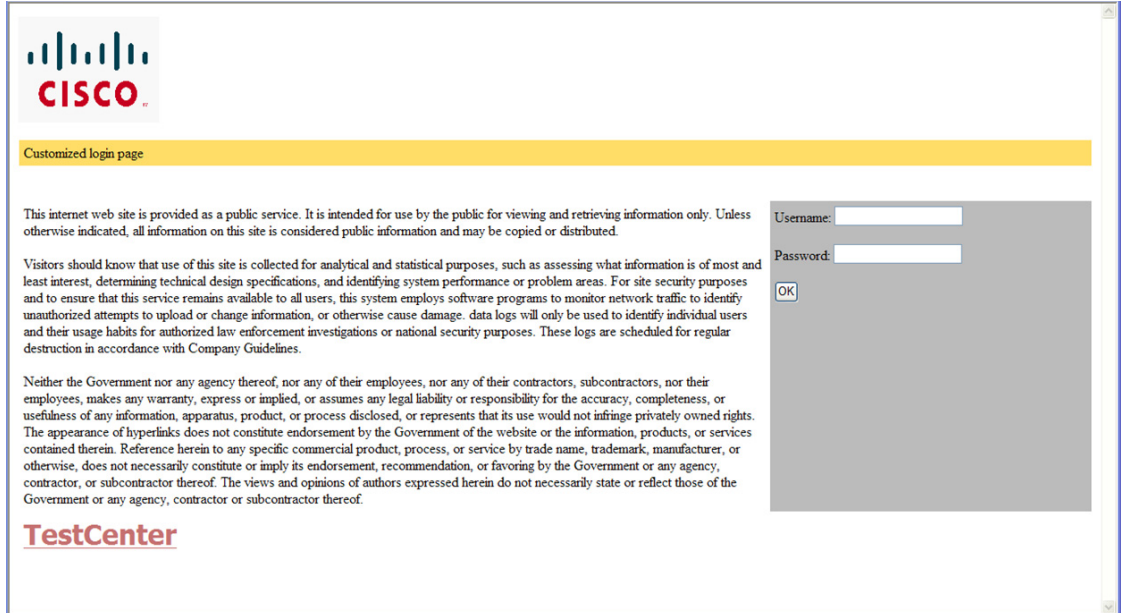 CISCO
Customized login page
This internet web site is provided as a public service. It is intended for use by the public for viewing and retrieving information only. Unless
otherwise indicated, all information on this site is considered public information and may be copied or distributed.
Visitors should know that use of this site is collected for analytical and statistical purposes, such as assessing what information is of most and
least interest, determining technical design specifications, and identifying system performance or problem areas. For site security purposes
and to ensure that this service remains available to all users, this system employs software programs to monitor network traffic to identify
unauthorized attempts to upload or change information, or otherwise cause damage. data logs will only be used to identify individual users
and their usage habits for authorized law enforcement investigations or national security purposes. These logs are scheduled for regular
destruction in accordance with Company Guidelines.
Neither the Government nor any agency thereof, nor any of their employees, nor any of their contractors, subcontractors, nor their
employees, makes any warranty, express or implied, or assumes any legal liability or responsibility for the accuracy, completeness, or
usefulness of any information, apparatus, product, or process disclosed, or represents that its use would not infringe privately owned rights.
The appearance of hyperlinks does not constitute endorsement by the Government of the website or the information, products, or services
contained therein. Reference herein to any specific commercial product, process, or service by trade name, trademark, manufacturer, or
otherwise, does not necessarily constitute or imply its endorsement, recommendation, or favoring by the Government or any agency,
contractor, or subcontractor thereof. The views and opinions of authors expressed herein do not necessarily state or reflect those of the
Government or any agency, contractor or subcontractor thereof.
TestCenter
Username:
Password:
OK